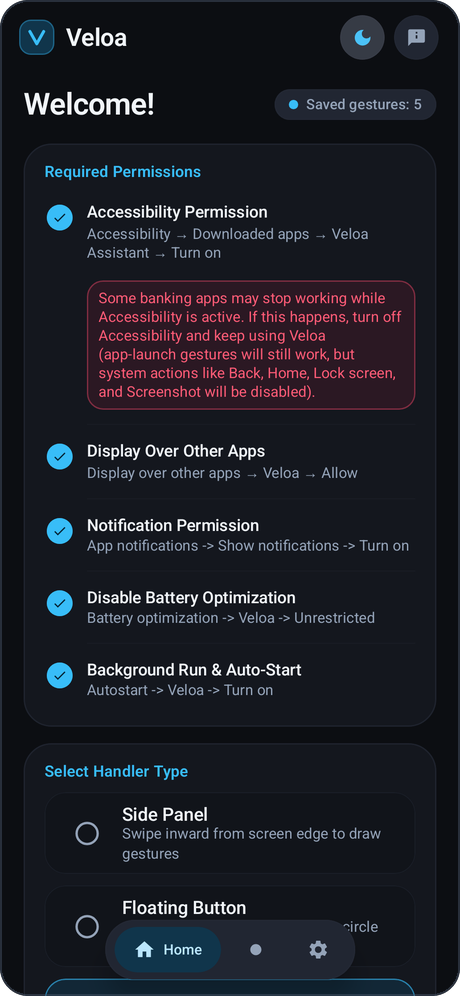 Veloa
Welcome!
Saved gestures: 5
Required Permissions
Accessibility Permission
Accessibility → Downloaded apps → Veloa
Assistant → Turn on
Some banking apps may stop working while
Accessibility is active. If this happens, turn off
Accessibility and keep using Veloa
(app-launch gestures will still work, but
system actions like Back, Home, Lock screen,
and Screenshot will be disabled).
Display Over Other Apps
Display over other apps → Veloa → Allow
Notification Permission
App notifications -> Show notifications -> Turn on
Disable Battery Optimization
Battery optimization -> Veloa -> Unrestricted
Background Run & Auto-Start
Autostart -> Veloa -> Turn on
Select Handler Type
Side Panel
Swipe inward from screen edge to draw
gestures
Floating Button
circle
Home